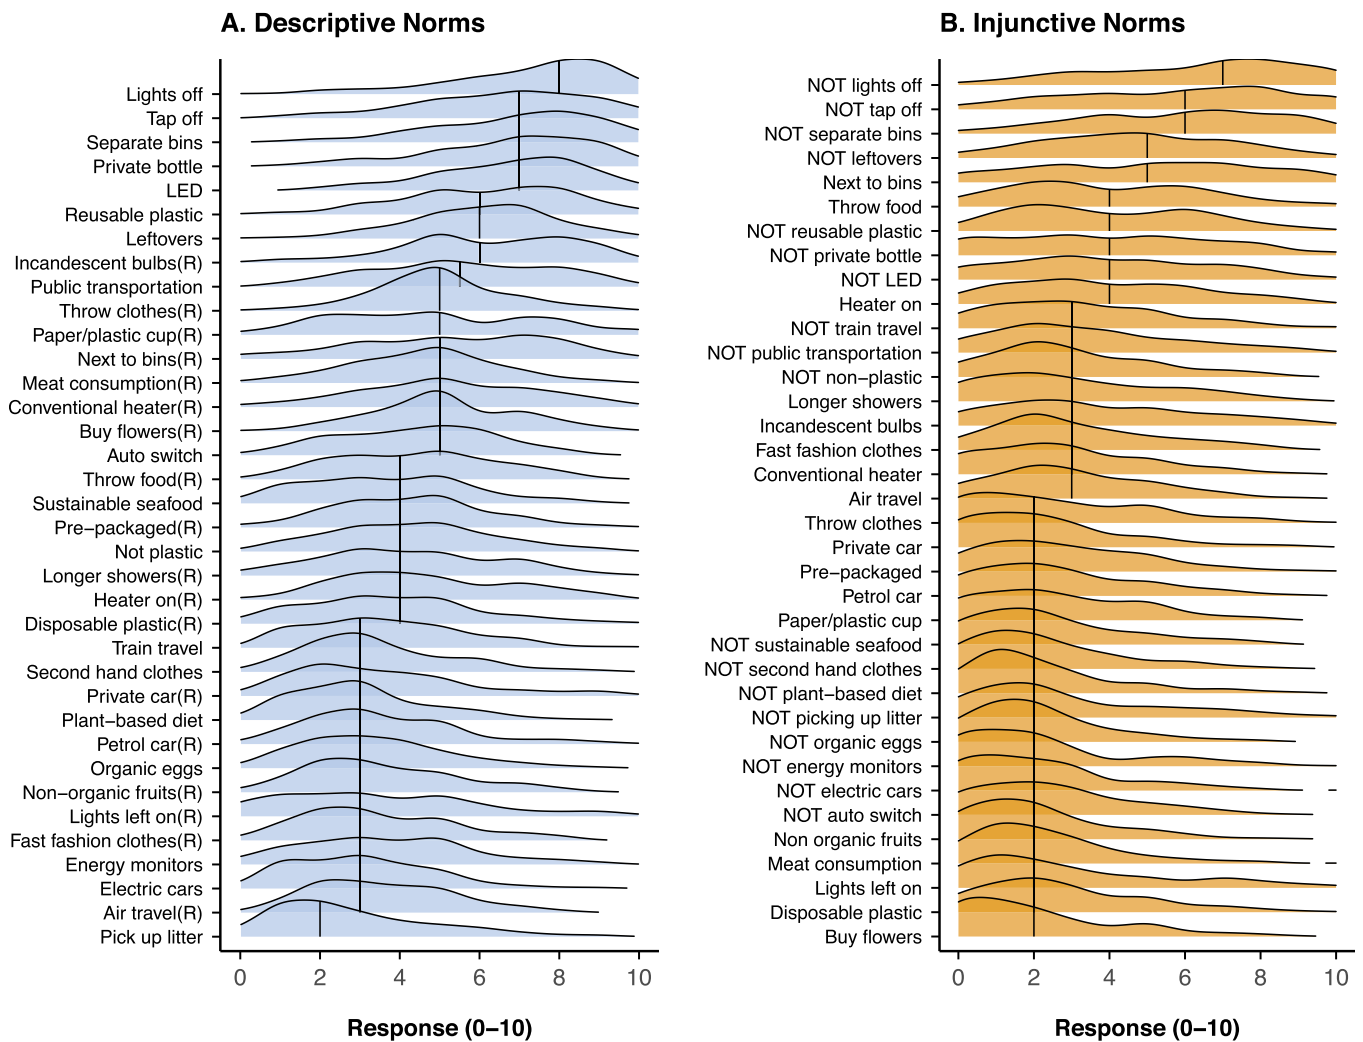 A. Descriptive Norms
Lights off
Tap off
Separate bins
Private bottle
LED
Reusable plastic
Leftovers
Incandescent bulbs(R)
Public transportation
Throw clothes(R)
Paper/plastic cup(R)
Next to bins(R)
Meat consumption(R)
Conventional heater(R)
Buy flowers(R)
Auto switch
Throw food(R)
Sustainable seafood
Pre−packaged(R)
Not plastic
Longer showers(R)
Heater on(R)
Disposable plastic(R)
Train travel
Second hand clothes
Private car(R)
Plant−based diet
Petrol car(R)
Organic eggs
Non−organic fruits(R)
Lights left on(R)
Fast fashion clothes(R)
Energy monitors
Electric cars
Air travel(R)
Pick up litter
0 2 4 6 8 10
Response (0−10)
B. Injunctive Norms
NOT lights off
NOT tap off
NOT separate bins
NOT leftovers
Next to bins
Throw food
NOT reusable plastic
NOT private bottle
NOT LED
Heater on
NOT train travel
NOT public transportation
NOT non−plastic
Longer showers
Incandescent bulbs
Fast fashion clothes
Conventional heater
Air travel
Throw clothes
Private car
Pre−packaged
Petrol car
Paper/plastic cup
NOT sustainable seafood
NOT second hand clothes
NOT plant−based diet
NOT picking up litter
NOT organic eggs
NOT energy monitors
NOT electric cars
NOT auto switch
Non organic fruits
Meat consumption
Lights left on
Disposable plastic
Buy flowers
0 2 4 6 8 10
Response (0−10)